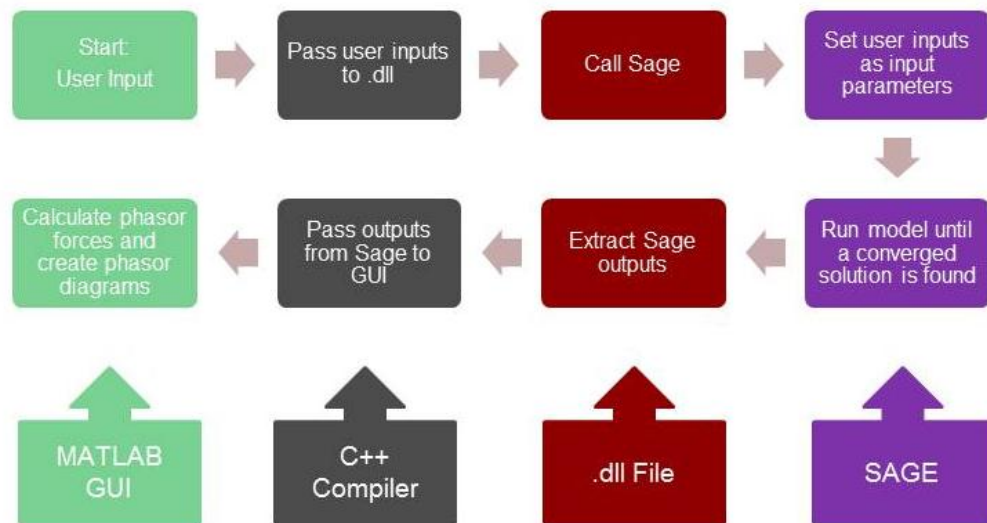 Start:
User Input
Pass user inputs
to .dll
Call Sage
Set user inputs
as input
parameters
Calculate phasor
forces and
create phasor
diagrams
Pass outputs
from Sage to
GUI
Extract Sage
outputs
Run model until
a converged
solution is found
MATLAB
GUI
C++
Compiler
.dll File
SAGE